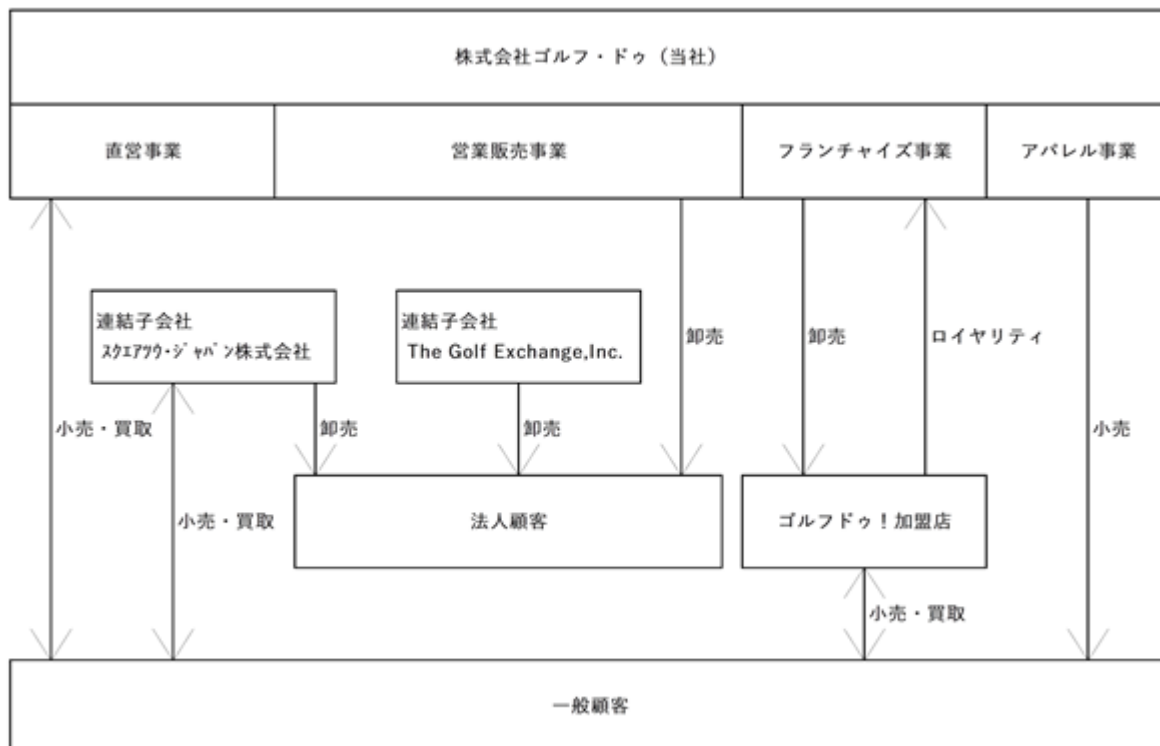 株式会社ゴルフ・ドゥ（当社）
直営事業
営業販売事業
フランチャイズ事業
アパレル事業
連結子会社
ｽｸｴｱﾂｳ・ｼﾞｬﾊﾟﾝ株式会社
連結子会社
The Golf Exchange,Inc.
卸売
卸売
ロイヤリティ
小売・買取
卸売
卸売
小売
小売・買取
法人顧客
ゴルフドゥ！加盟店
小売・買取
一般顧客